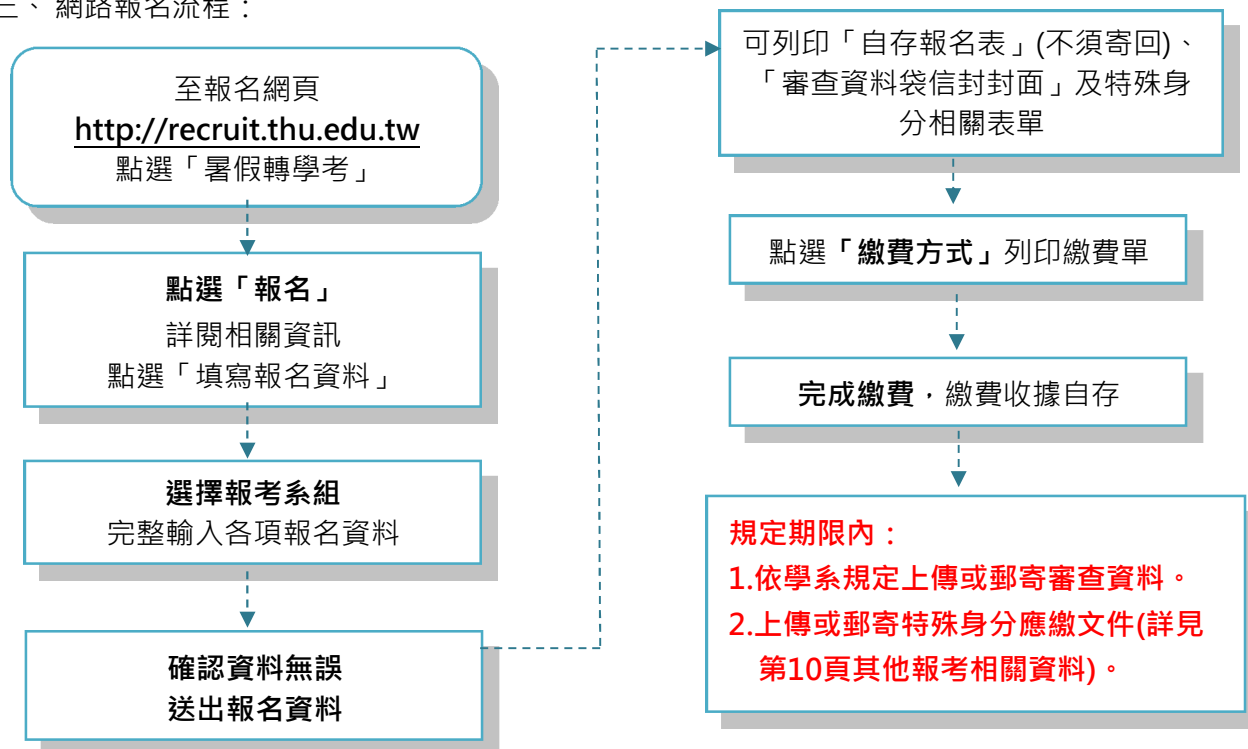 三、 網路報名流程：
至報名網頁
http://recruit.thu.edu.tw
點選「暑假轉學考」
點選「報名」
詳閱相關資訊
點選「填寫報名資料」
選擇報考系組
完整輸入各項報名資料
確認資料無誤
送出報名資料
可列印「自存報名表」(不須寄回)、
「審查資料袋信封封面」及特殊身
分相關表單
點選「繳費方式」列印繳費單
完成繳費，繳費收據自存
規定期限內：
1.依學系規定上傳或郵寄審查資料。
2.上傳或郵寄特殊身分應繳文件(詳見
第10頁其他報考相關資料)。